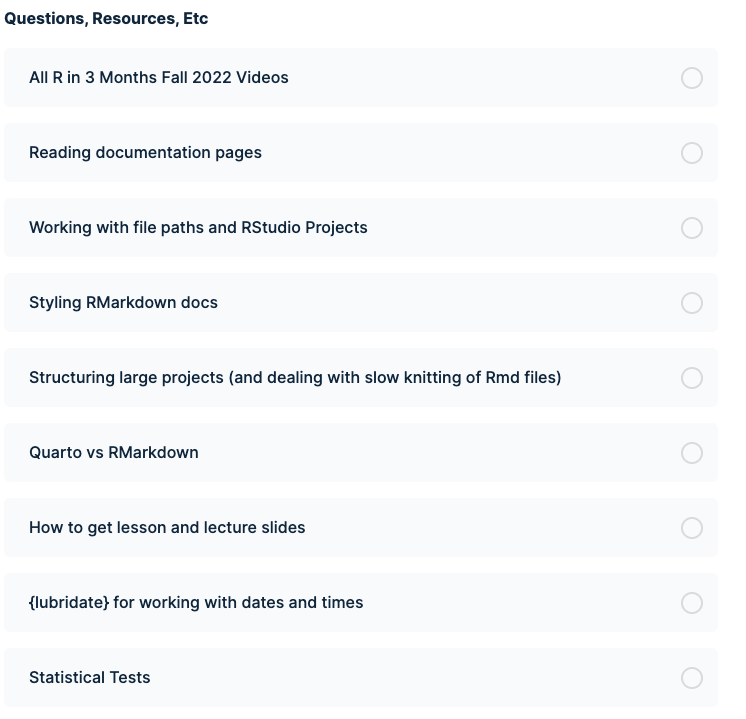 Questions, Resources, Etc
All R in 3 Months Fall 2022 Videos
Reading documentation pages
Working with file paths and RStudio Projects
Styling RMarkdown docs
Structuring large projects (and dealing with slow knitting of Rmd files)
Quarto vs RMarkdown
How to get lesson and lecture slides
{lubridate} for working with dates and times
Statistical Tests